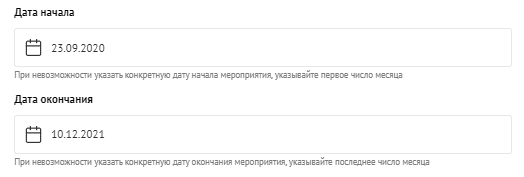 Дата начала
23.09.2020
При невозможности указать конкретную дату начала мероприятия, указывайте первое число месяца
Дата окончания
10.12.2021
При невозможности указать конкретную дату окончания мероприятия, указывайте последнее число месяца